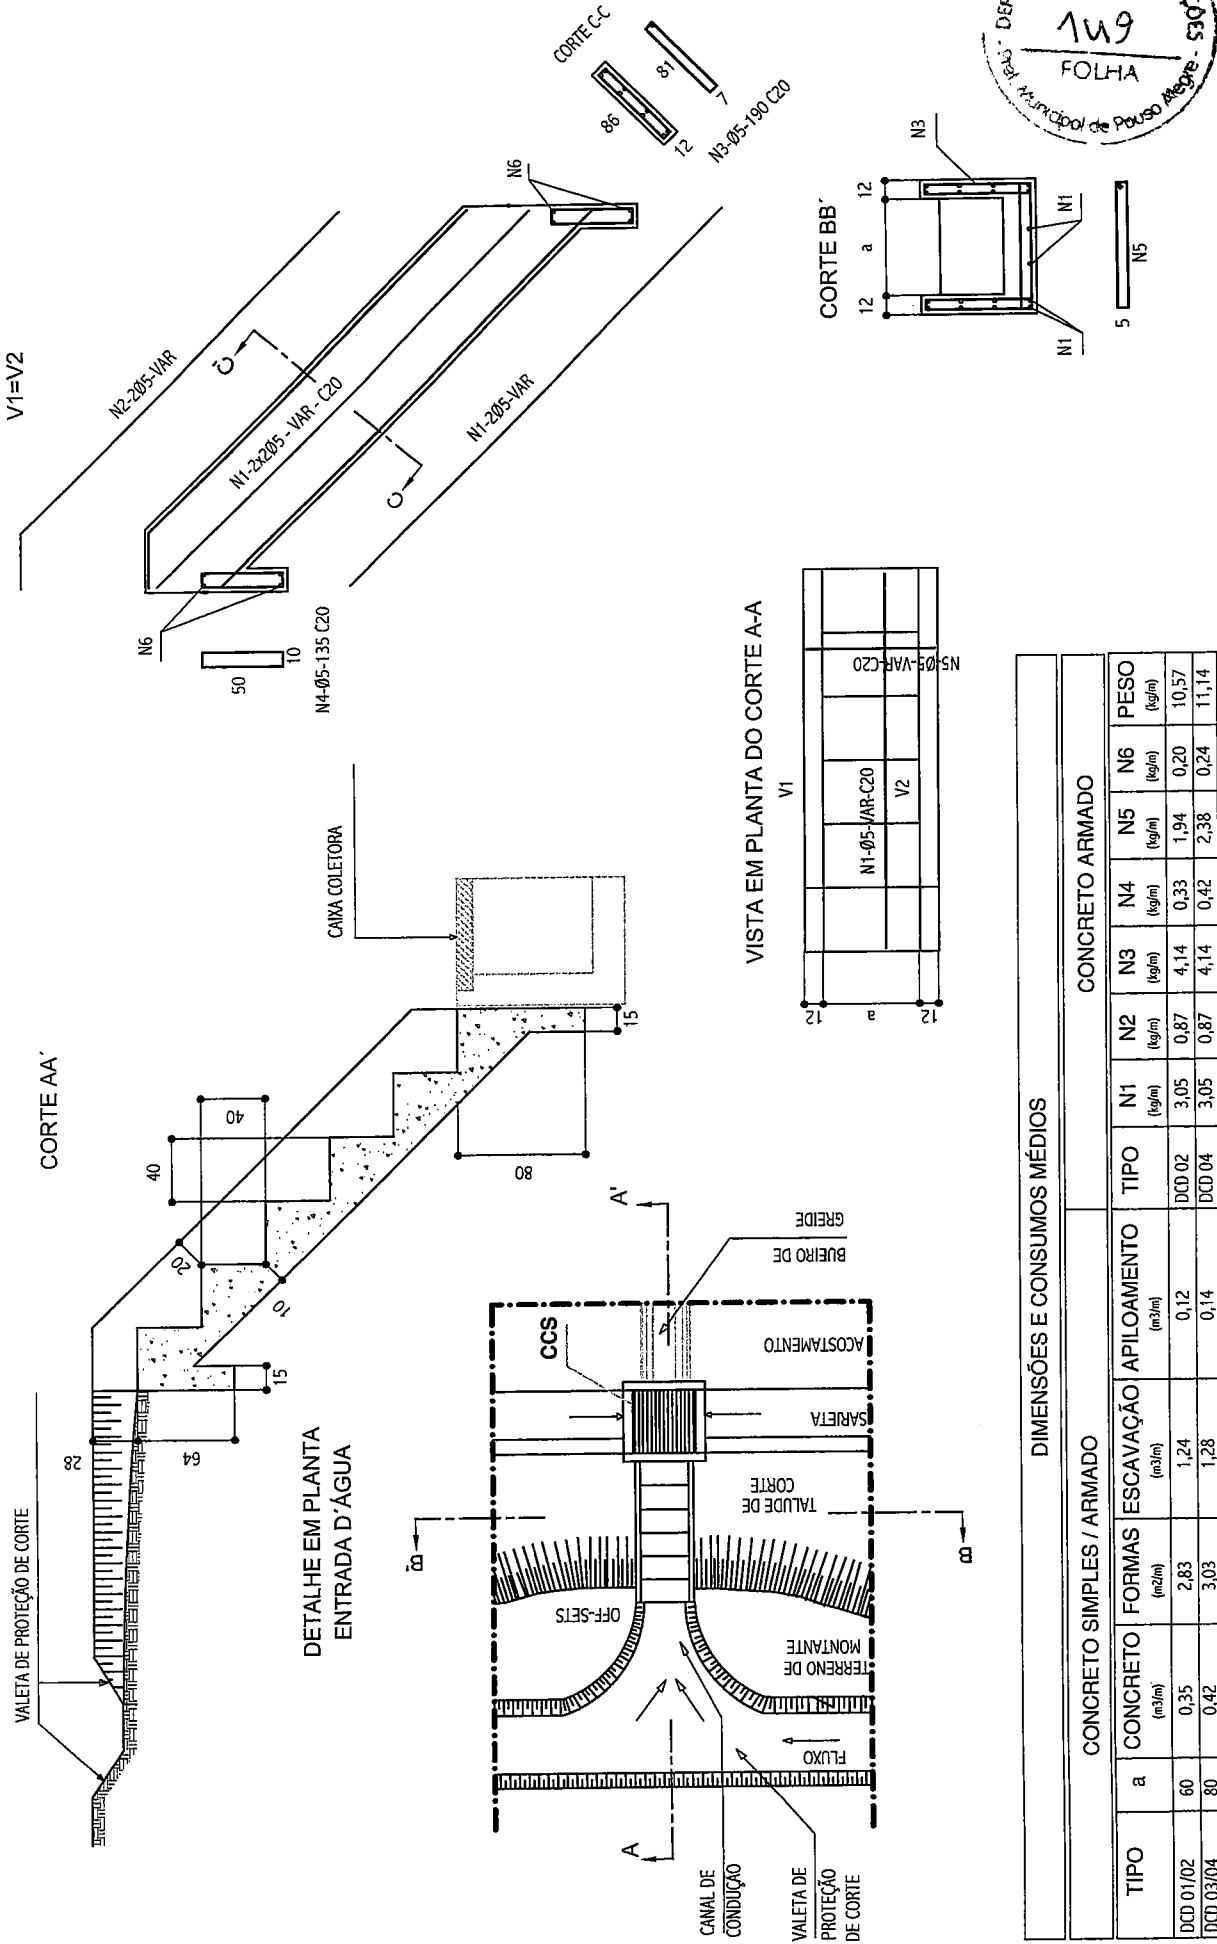 VALETA DE PROTEÇÃO DE CORTE
28
64
15
CORTE AA´
40
40
20
10
80
15
CAIXA COLETORA
V1=V2
N2-2Ø5-VAR
N1-2x2Ø5 - VAR - C20
N1-2Ø5-VAR
C
C
N6
N6
50
10
N4-Ø5-135 C20
CORTE C-C
86
12
81
7
N3-Ø5-190 C20
149
FOLHA
Municipal de Pouso Alegre
DETALHE EM PLANTA
ENTRADA D´ÁGUA
A
A'
B'
B
CCS
BUEIRO DE
GREIDE
ACOSTAMENTO
SARJETA
TALUDE DE
CORTE
OFF-SETS
TERRENO DE
MONTANTE
FLUXO
CANAL DE
CONDUÇÃO
VALETA DE
PROTEÇÃO
DE CORTE
VISTA EM PLANTA DO CORTE A-A
V1
V2
N1-Ø5-VAR-C20
N5-Ø5-VAR-C20
12
a
12
CORTE BB´
12
a
12
N3
N1
N1
5
N5
DIMENSÕES E CONSUMOS MÉDIOS
CONCRETO SIMPLES / ARMADO CONCRETO ARMADO
TIPO a CONCRETO (m3/m) FORMAS (m2/m) ESCAVAÇÃO (m3/m) APILOAMENTO (m3/m) TIPO N1 (kg/m) N2 (kg/m) N3 (kg/m) N4 (kg/m) N5 (kg/m) N6 (kg/m) PESO (kg/m)
DCD 01/02 60 0,35 2,83 1,24 0,12 DCD 02 3,05 0,87 4,14 0,33 1,94 0,20 10,57
DCD 03/04 80 0,42 3,03 1,28 0,14 DCD 04 3,05 0,87 4,14 0,42 2,38 0,24 11,14